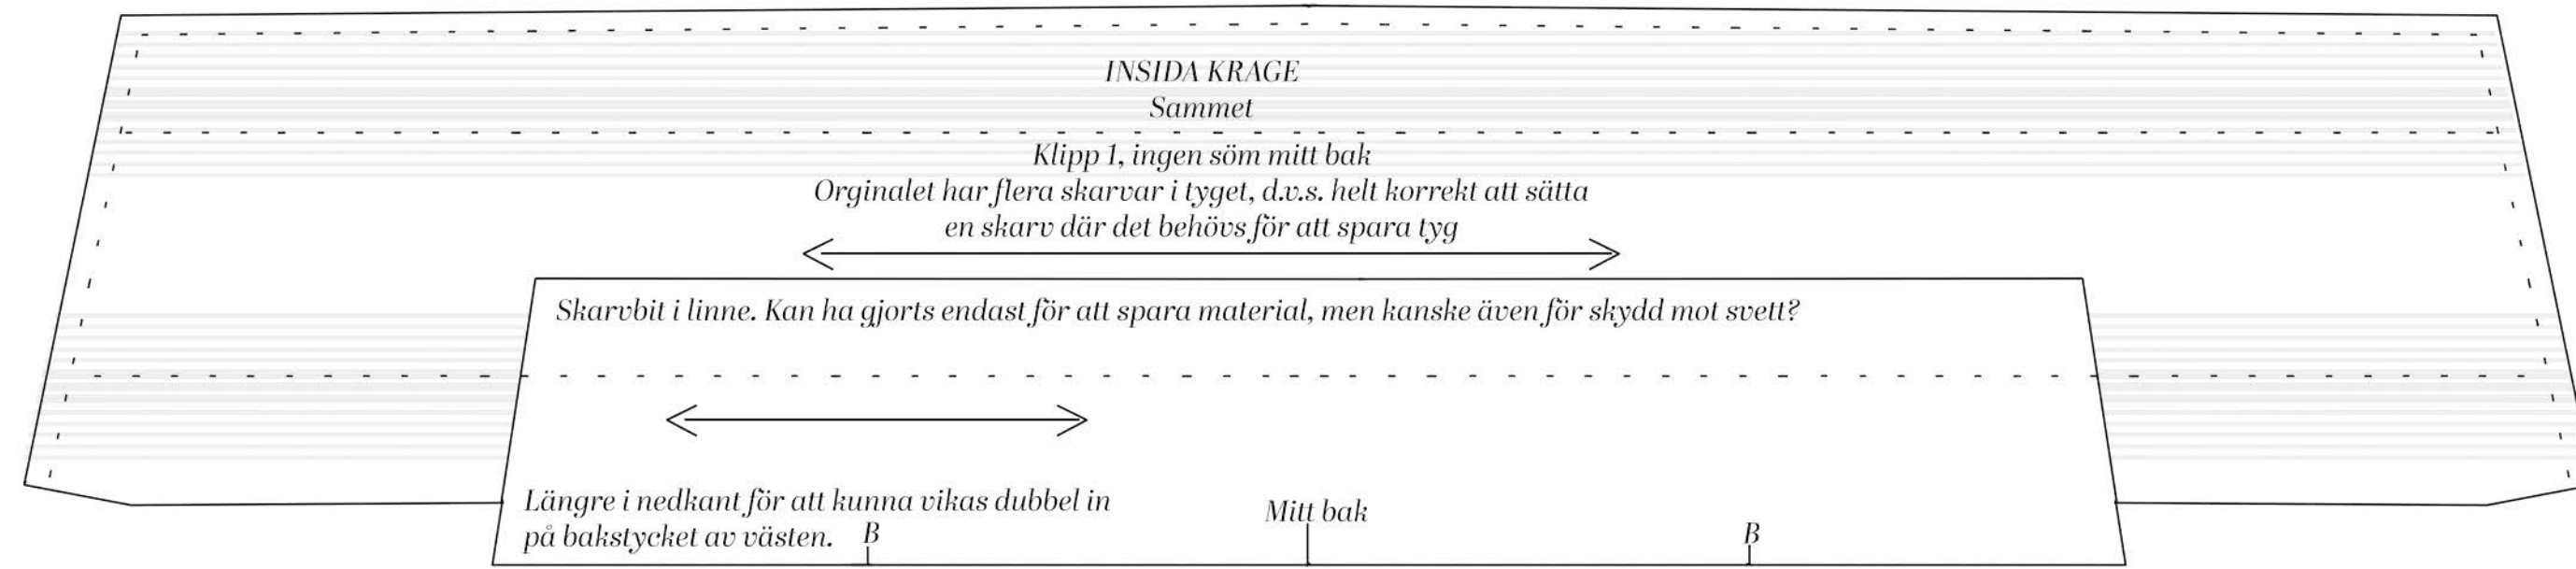 INSIDA KRAGE
Sammet
Klipp 1, ingen söm mitt bak
Orginalet har flera skarvar i tyget, d.v.s. helt korrekt att sätta
en skarv där det behövs för att spara tyg
Skarvbit i linne. Kan ha gjorts endast för att spara material, men kanske även för skydd mot svett?
Längre i nedkant för att kunna vikas dubbel in
på bakstycket av västen.
B
Mitt bak
B